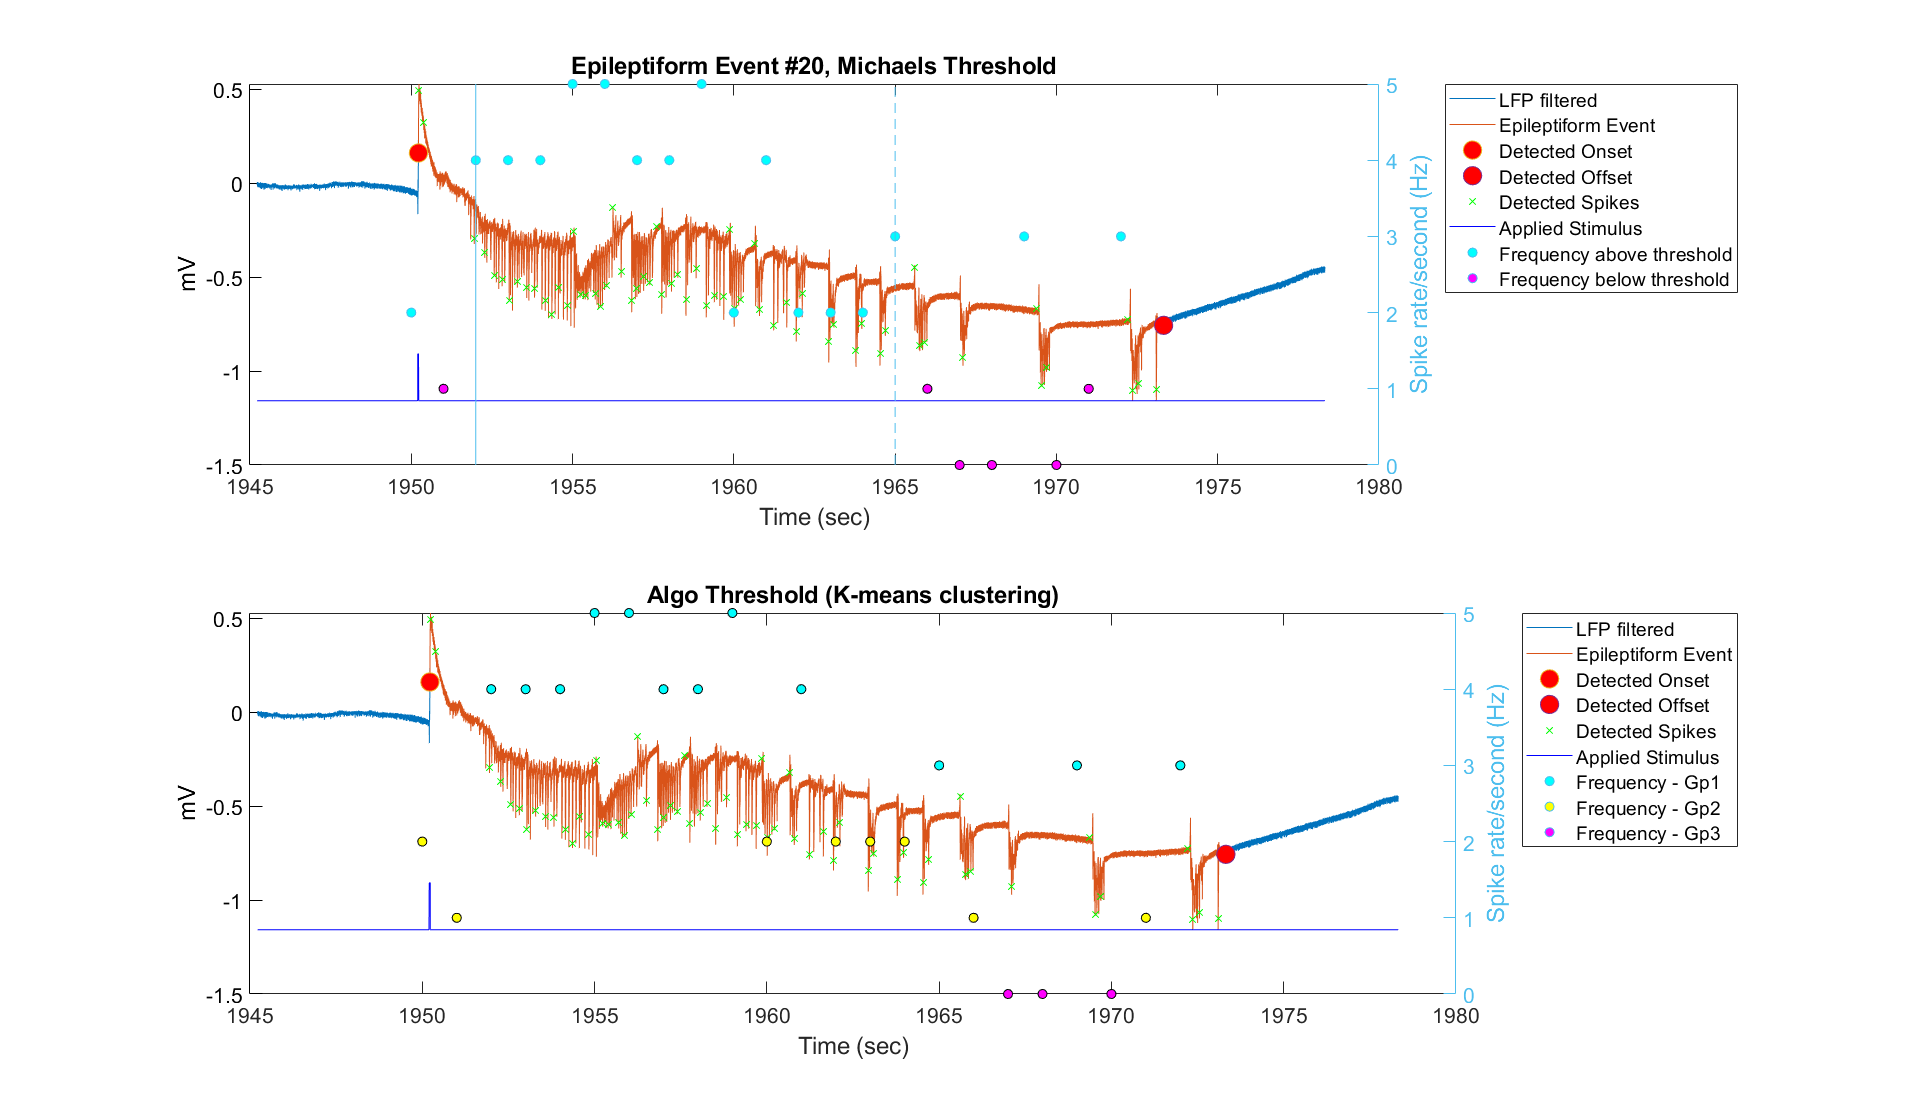 Epileptiform Event #20, Michaels Threshold
0.5
0
-0.5
-1
-1.5
mV
1945 1950 1955 1960 1965 1970 1975 1980
Time (sec)
5
4
3
2
1
0
Spike rate/second (Hz)
LFP filtered
Epileptiform Event
Detected Onset
Detected Offset
Detected Spikes
Applied Stimulus
Frequency above threshold
Frequency below threshold
Algo Threshold (K-means clustering)
0.5
0
-0.5
-1
-1.5
mV
1945 1950 1955 1960 1965 1970 1975 1980
Time (sec)
5
4
3
2
1
0
Spike rate/second (Hz)
LFP filtered
Epileptiform Event
Detected Onset
Detected Offset
Detected Spikes
Applied Stimulus
Frequency - Gp1
Frequency - Gp2
Frequency - Gp3